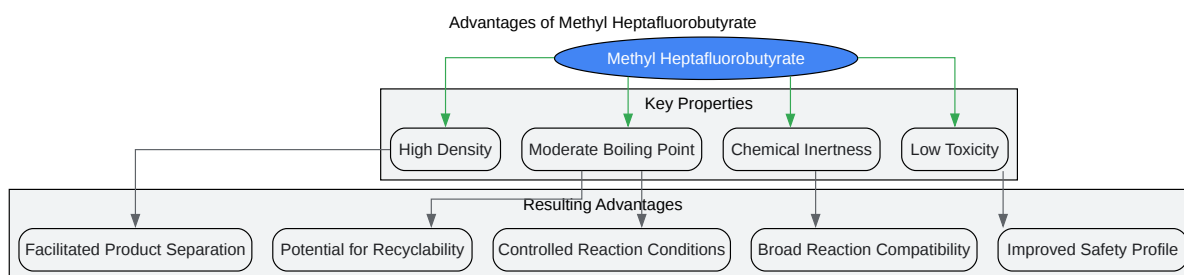 Advantages of Methyl Heptafluorobutyrate
Methyl Heptafluorobutyrate
Key Properties
High Density
Moderate Boiling Point
Chemical Inertness
Low Toxicity
Resulting Advantages
Facilitated Product Separation
Potential for Recyclability
Controlled Reaction Conditions
Broad Reaction Compatibility
Improved Safety Profile